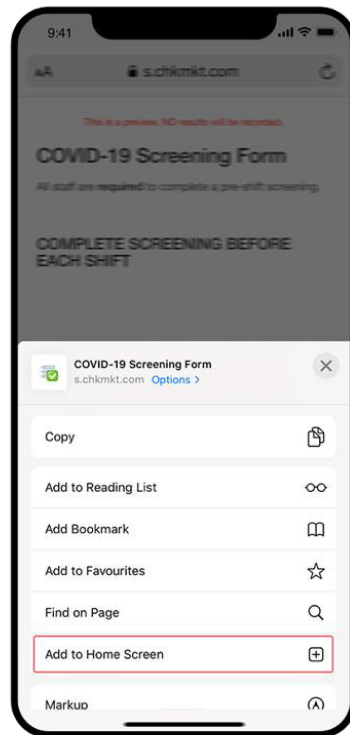 9:41
AA s.chkmkt.com
This is a preview, NO results will be recorded.
COVID-19 Screening Form
All staff are required to complete a pre-shift screening.
COMPLETE SCREENING BEFORE
EACH SHIFT
COVID-19 Screening Form
s.chkmkt.com Options >
Copy
Add to Reading List
Add Bookmark
Add to Favourites
Find on Page
Add to Home Screen
Markup